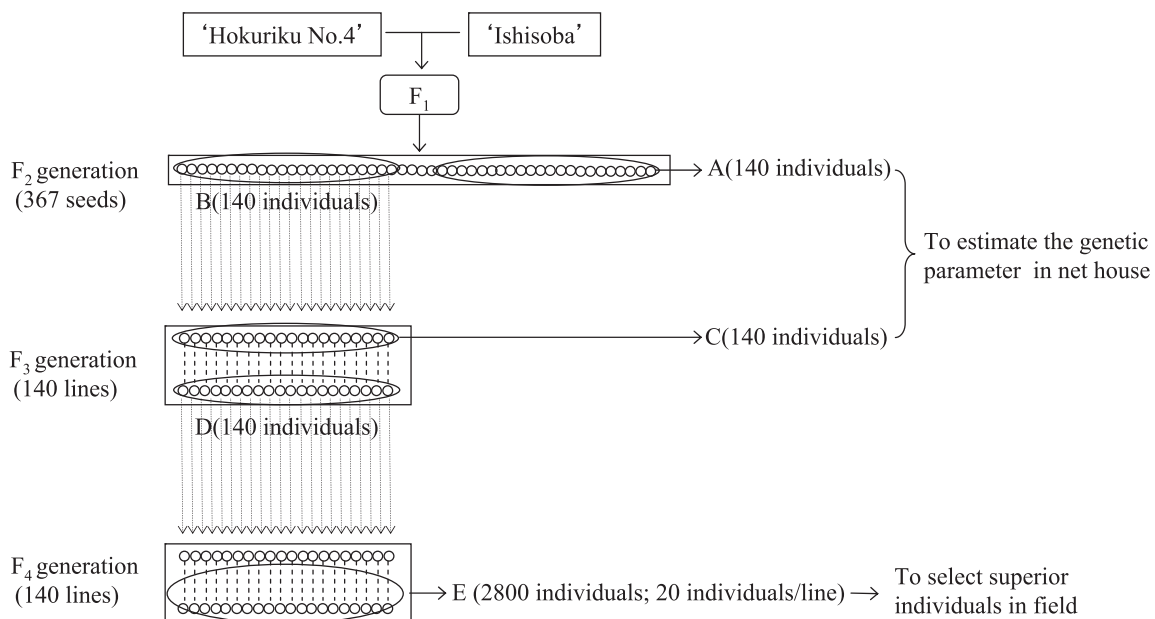 ‘Hokuriku No.4’
‘Ishisoba’
F₁
F₂ generation
(367 seeds)
A(140 individuals)
B(140 individuals)
To estimate the genetic
parameter in net house
C(140 individuals)
F₃ generation
(140 lines)
D(140 individuals)
F₄ generation
(140 lines)
E (2800 individuals; 20 individuals/line)
To select superior
individuals in field